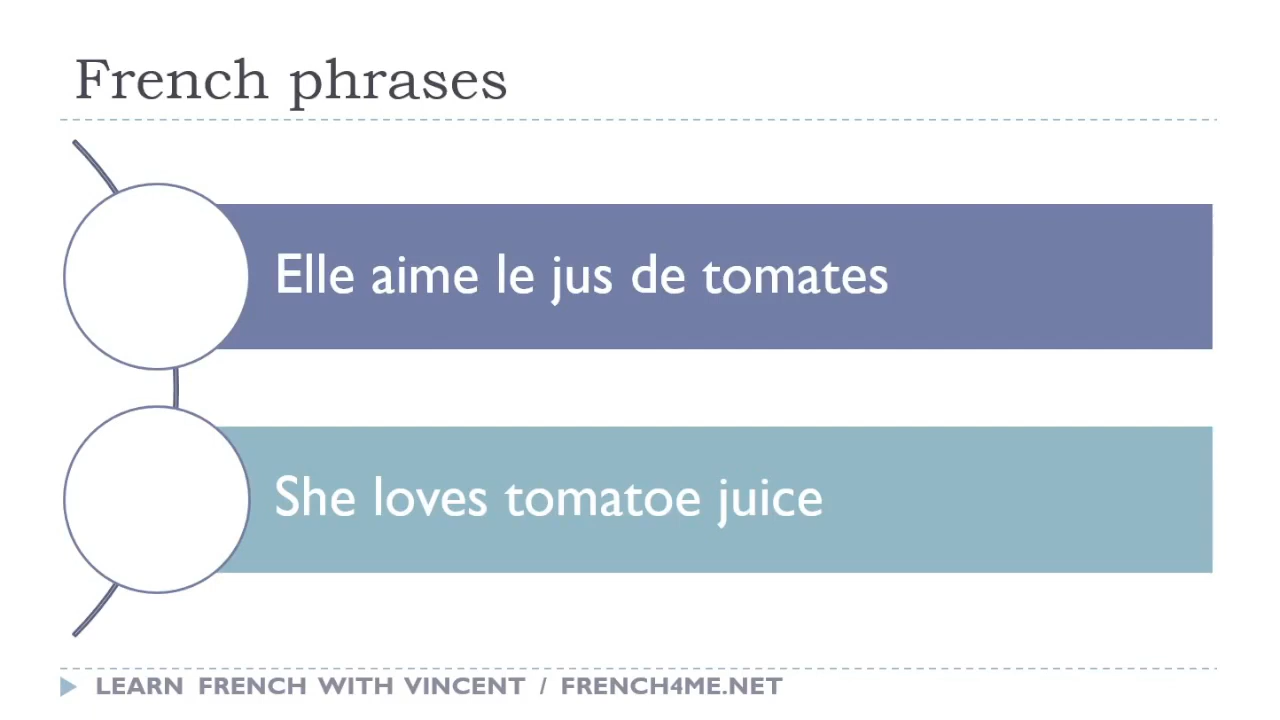 French phrases
Elle aime le jus de tomates
She loves tomatoe juice
LEARN FRENCH WITH VINCENT / FRENCH4ME.NET